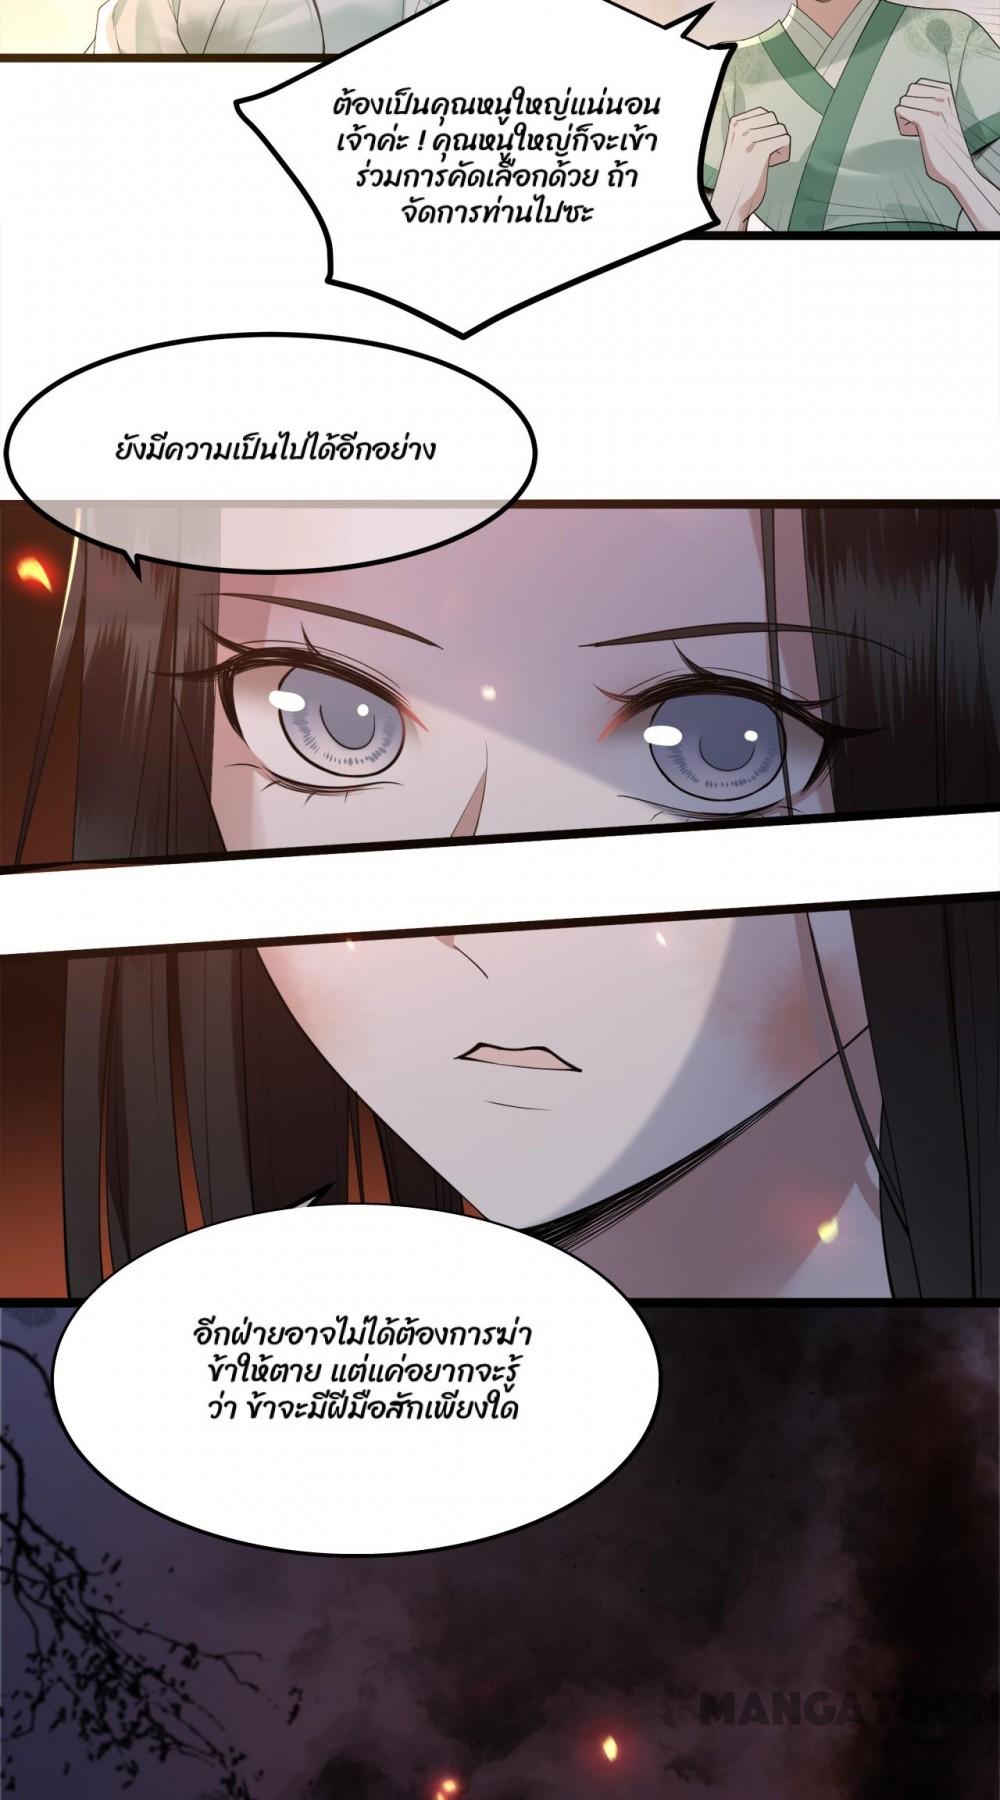 ต้องเป็นคุณหนูใหญ่แน่นอน
เจ้าค่ะ ! คุณหนูใหญ่ก็จะเข้า
ร่วมการคัดเลือกด้วย ถ้า
จัดการท่านไปซะ
ยังมีความเป็นไปได้อีกอย่าง
อีกฝ่ายอาจไม่ได้ต้องการฆ่า
ข้าให้ตาย แต่แค่อยากจะรู้
ว่า ข้าจะมีฝีมือสักเพียงใด
MANGATOON